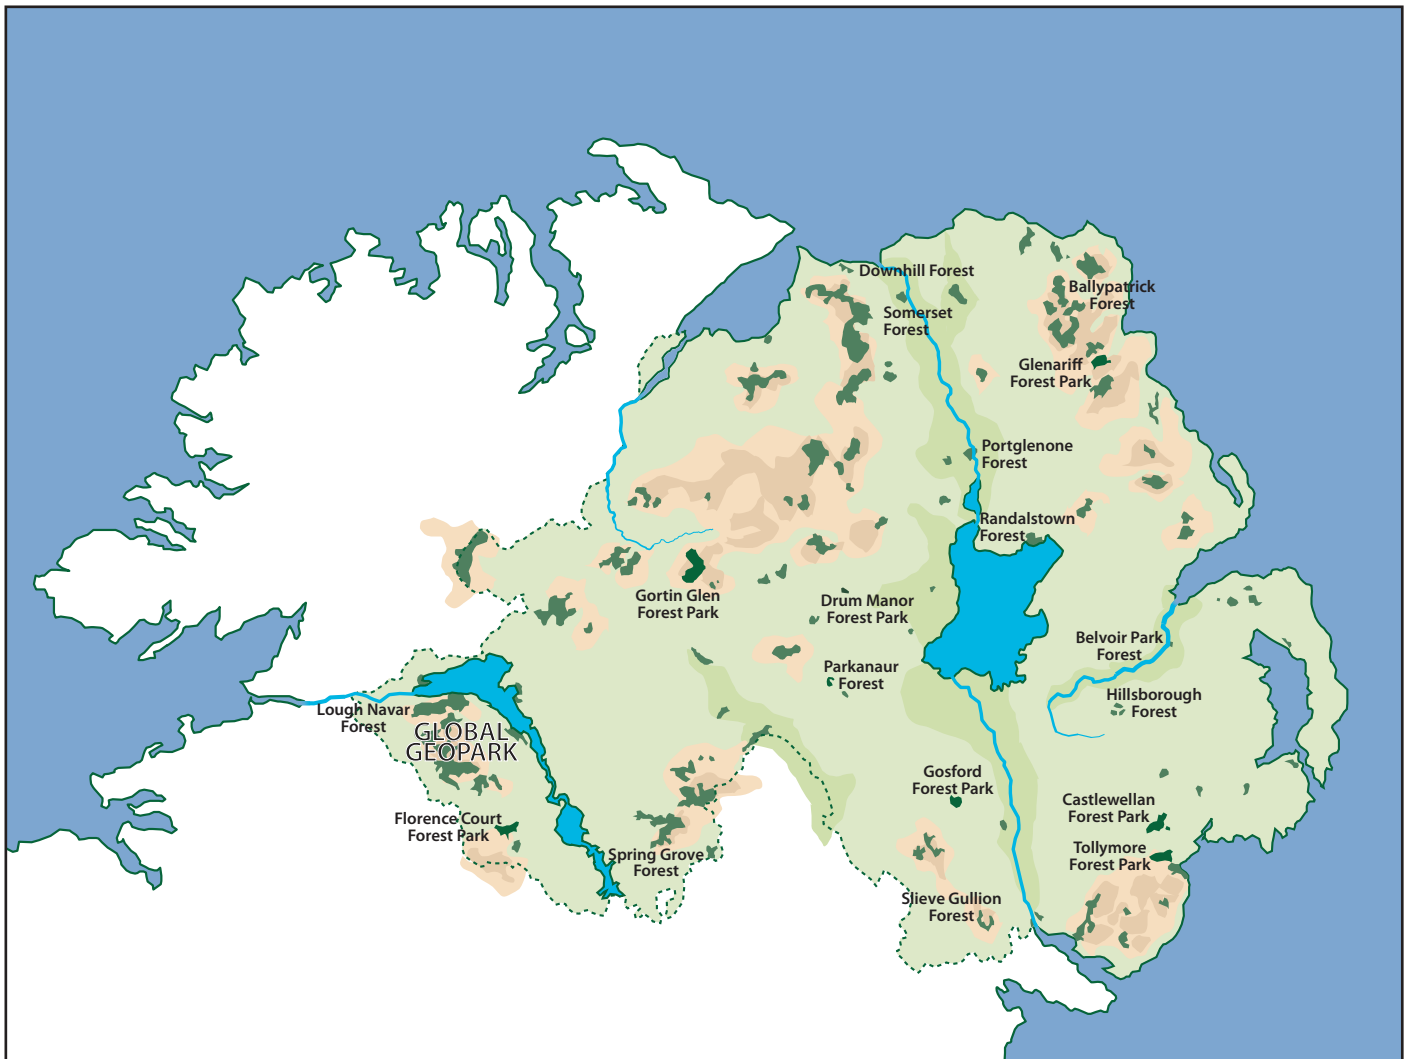 Downhill Forest
Ballypatrick
Forest
Somerset
Forest
Glenariff
Forest Park
Portglenone
Forest
Randalstown
Forest
Gortin Glen
Forest Park
Drum Manor
Forest Park
Belvoir Park
Forest
Parkanaur
Forest
Hillsborough
Forest
Lough Navar
Forest
GLOBAL
GEOPARK
Gosford
Forest Park
Castlewellan
Forest Park
Florence Court
Forest Park
Tollymore
Forest Park
Spring Grove
Forest
Slieve Gullion
Forest